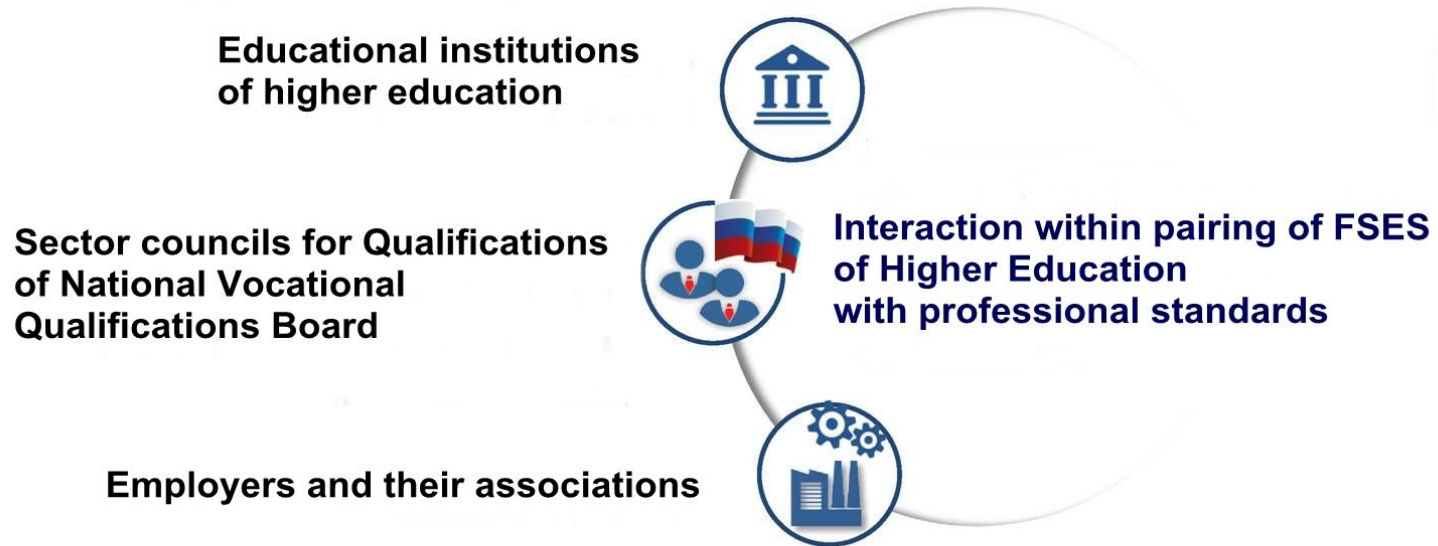 Educational institutions
of higher education
Sector councils for Qualifications
of National Vocational
Qualifications Board
Interaction within pairing of FSES
of Higher Education
with professional standards
Employers and their associations